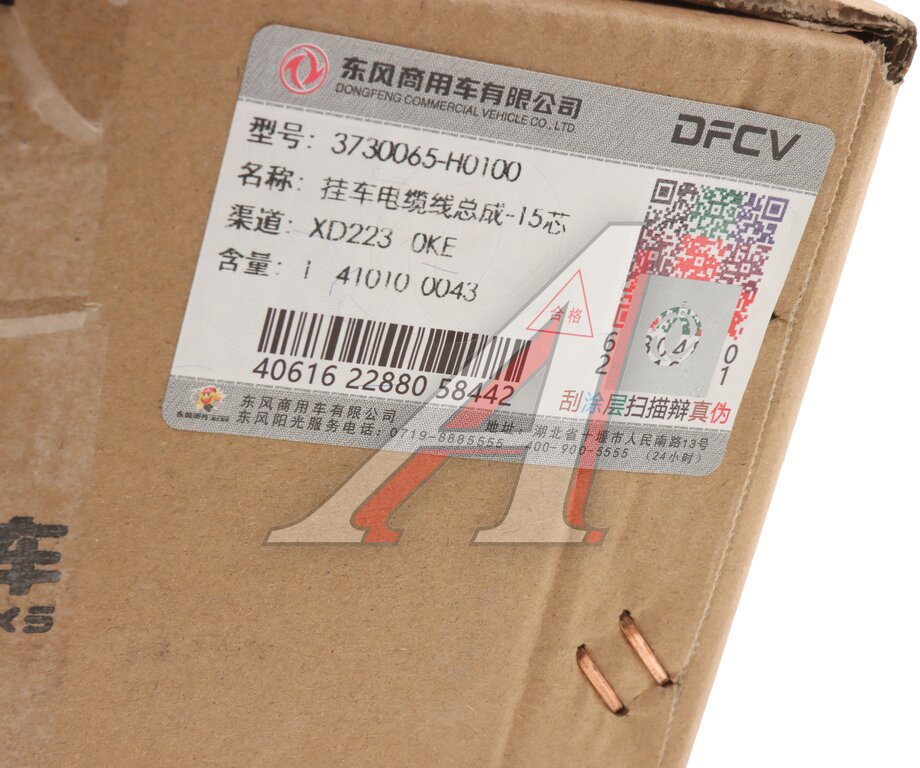 东风商用车有限公司
DONGFENG COMMERCIAL VEHICLE CO., LTD.
DFCV
型号: 3730065-H0100
名称: 挂车电缆线总成-15芯
渠道: XD223 0KE
含量: 1 41010 0043
合格
40616 22880 58442
刮涂层扫描辩真伪
东风商用车有限公司 地址: 湖北省十堰市人民南路13号
东风阳光服务电话: 0719-8885555 400-900-5555 (24小时)
车